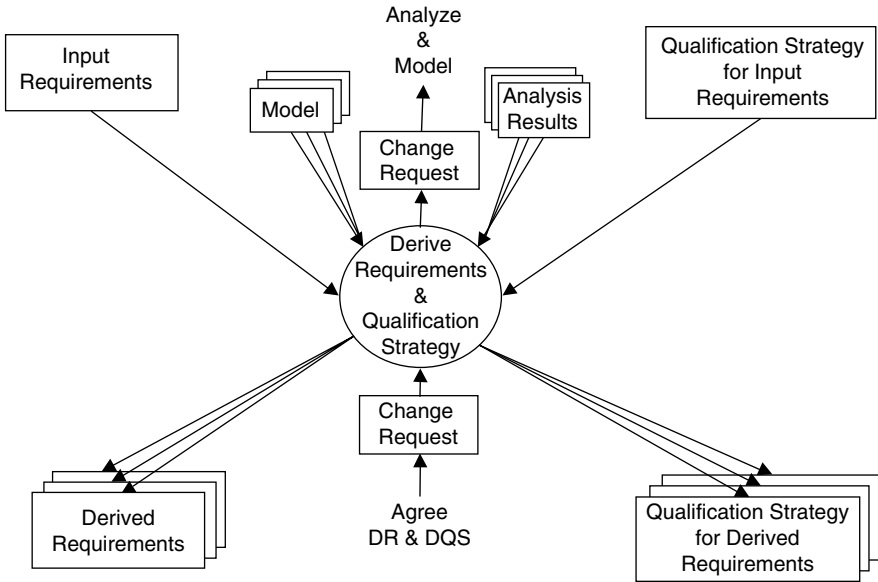 Analyze
&
Model
Input
Requirements
Qualification Strategy
for Input
Requirements
Model
Analysis
Results
Change
Request
Derive
Requirements
&
Qualification
Strategy
Change
Request
Derived
Requirements
Agree
DR & DQS
Qualification Strategy
for Derived
Requirements